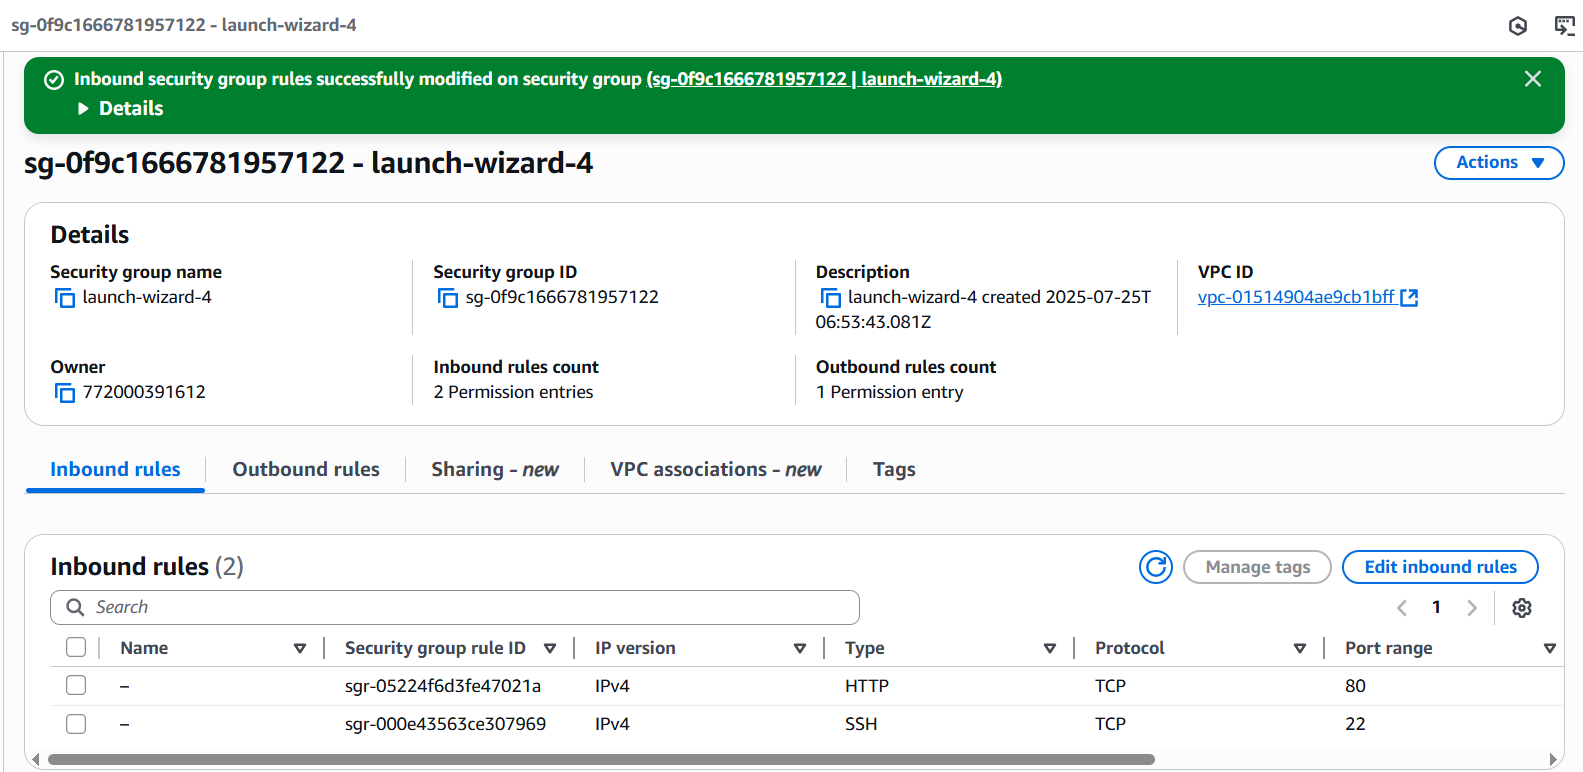 sg-0f9c1666781957122 - launch-wizard-4
Inbound security group rules successfully modified on security group (sg-0f9c1666781957122 | launch-wizard-4)
Details
sg-0f9c1666781957122 - launch-wizard-4
Actions
Details
Security group name
launch-wizard-4
Security group ID
sg-0f9c1666781957122
Description
launch-wizard-4 created 2025-07-25T
06:53:43.081Z
VPC ID
vpc-01514904ae9cb1bff
Owner
772000391612
Inbound rules count
2 Permission entries
Outbound rules count
1 Permission entry
Inbound rules Outbound rules Sharing - new VPC associations - new Tags
Inbound rules (2)
Manage tags
Edit inbound rules
Search
1
Name Security group rule ID IP version Type Protocol Port range
– sgr-05224f6d3fe47021a IPv4 HTTP TCP 80
– sgr-000e43563ce307969 IPv4 SSH TCP 22